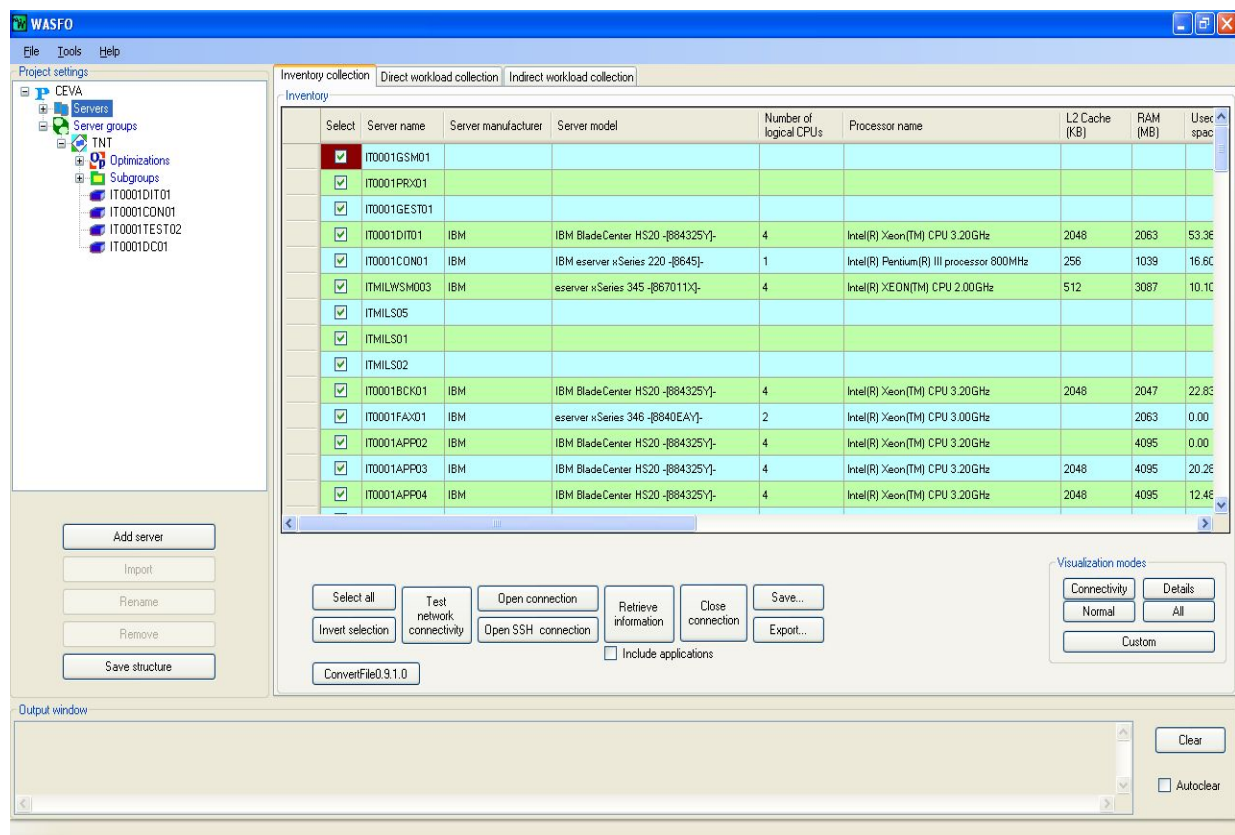 WASFO
File Tools Help
Project settings
CEVA
Servers
Server groups
TNT
Optimizations
Subgroups
IT0001DIT01
IT0001CON01
IT0001TEST02
IT0001DC01
Add server
Import
Rename
Remove
Save structure
Inventory collection Direct workload collection Indirect workload collection
Inventory
Select Server name Server manufacturer Server model Number of logical CPUs Processor name L2 Cache (KB) RAM (MB) Used spac
IT0001GSM01
IT0001PRX01
IT0001GEST01
IT0001DIT01 IBM IBM BladeCenter HS20 -[884325Y]- 4 Intel(R) Xeon(TM) CPU 3.20GHz 2048 2063 53.36
IT0001CON01 IBM IBM eserver xSeries 220 -[8645]- 1 Intel(R) Pentium(R) III processor 800MHz 256 1039 16.60
ITMILWSM003 IBM eserver xSeries 345 -[867011X]- 4 Intel(R) XEON(TM) CPU 2.00GHz 512 3087 10.10
ITMILS05
ITMILS01
ITMILS02
IT0001BCK01 IBM IBM BladeCenter HS20 -[884325Y]- 4 Intel(R) Xeon(TM) CPU 3.20GHz 2048 2047 22.83
IT0001FAX01 IBM eserver xSeries 346 -[8840EAY]- 2 Intel(R) Xeon(TM) CPU 3.00GHz 2063 0.00
IT0001APP02 IBM IBM BladeCenter HS20 -[884325Y]- 4 Intel(R) Xeon(TM) CPU 3.20GHz 4095 0.00
IT0001APP03 IBM IBM BladeCenter HS20 -[884325Y]- 4 Intel(R) Xeon(TM) CPU 3.20GHz 2048 4095 20.26
IT0001APP04 IBM IBM BladeCenter HS20 -[884325Y]- 4 Intel(R) Xeon(TM) CPU 3.20GHz 2048 4095 12.48
Select all
Invert selection
Test
network
connectivity
Open connection
Open SSH connection
Retrieve
information
Close
connection
Save...
Export...
Include applications
ConvertFile0.9.1.0
Visualization modes
Connectivity Details
Normal All
Custom
Output window
Clear
Autoclear